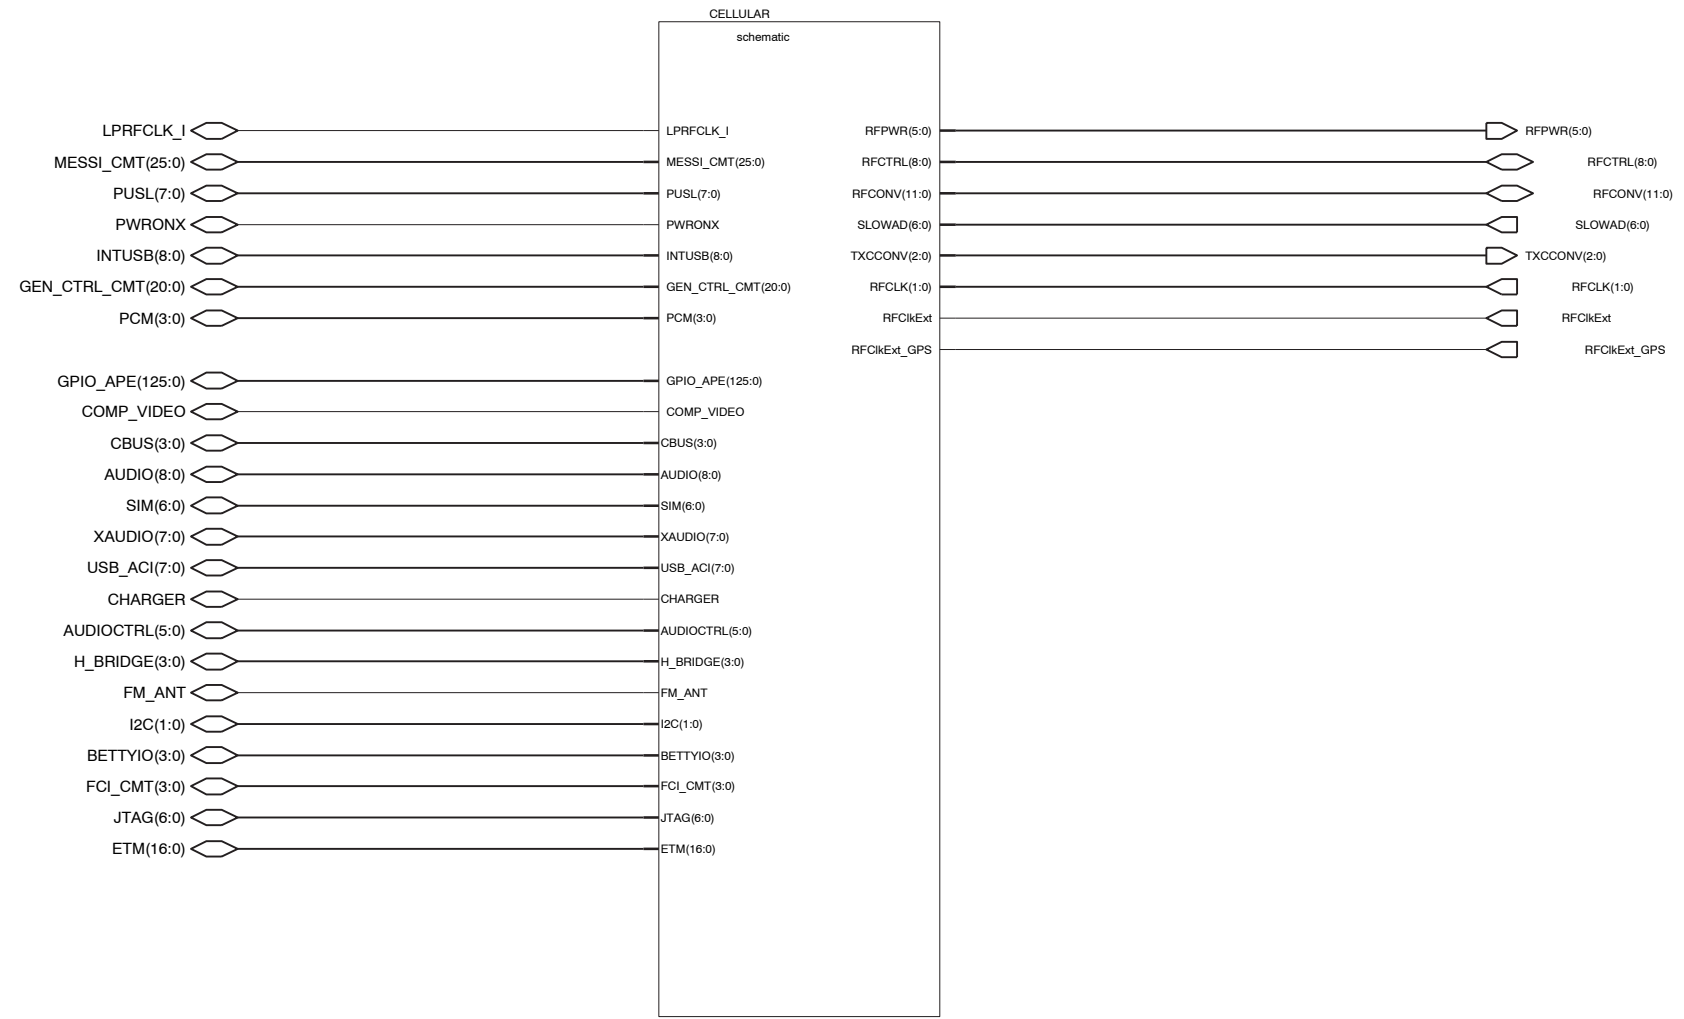 CELLULAR
schematic
LPRFCLK_I LPRFCLK_I RFPWR(5:0) RFPWR(5:0)
MESSI_CMT(25:0) MESSI_CMT(25:0) RFCTRL(8:0) RFCTRL(8:0)
PUSL(7:0) PUSL(7:0) RFCONV(11:0) RFCONV(11:0)
PWRONX PWRONX SLOWAD(6:0) SLOWAD(6:0)
INTUSB(8:0) INTUSB(8:0) TXCCONV(2:0) TXCCONV(2:0)
GEN_CTRL_CMT(20:0) GEN_CTRL_CMT(20:0) RFCLK(1:0) RFCLK(1:0)
PCM(3:0) PCM(3:0) RFClkExt RFClkExt
RFClkExt_GPS RFClkExt_GPS
GPIO_APE(125:0) GPIO_APE(125:0)
COMP_VIDEO COMP_VIDEO
CBUS(3:0) CBUS(3:0)
AUDIO(8:0) AUDIO(8:0)
SIM(6:0) SIM(6:0)
XAUDIO(7:0) XAUDIO(7:0)
USB_ACI(7:0) USB_ACI(7:0)
CHARGER CHARGER
AUDIOCTRL(5:0) AUDIOCTRL(5:0)
H_BRIDGE(3:0) H_BRIDGE(3:0)
FM_ANT FM_ANT
I2C(1:0) I2C(1:0)
BETTYIO(3:0) BETTYIO(3:0)
FCI_CMT(3:0) FCI_CMT(3:0)
JTAG(6:0) JTAG(6:0)
ETM(16:0) ETM(16:0)